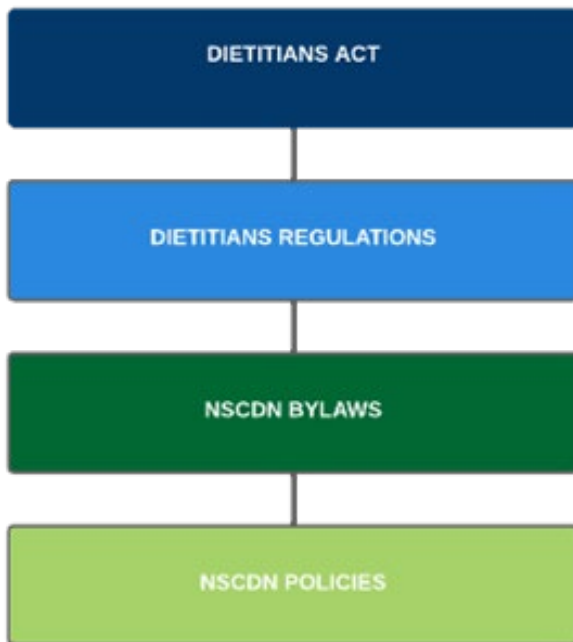 DIETITIANS ACT
DIETITIANS REGULATIONS
NSCDN BYLAWS
NSCDN POLICIES